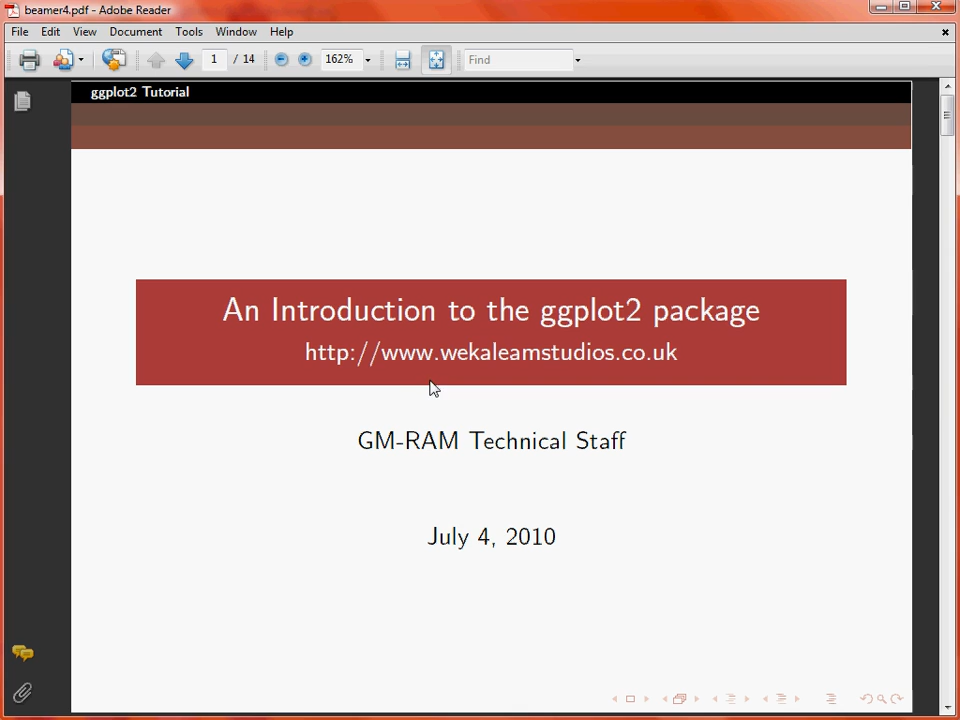 beamer4.pdf - Adobe Reader
File Edit View Document Tools Window Help
1 / 14 162% Find
ggplot2 Tutorial
An Introduction to the ggplot2 package
http://www.wekaleamstudios.co.uk
GM-RAM Technical Staff
July 4, 2010